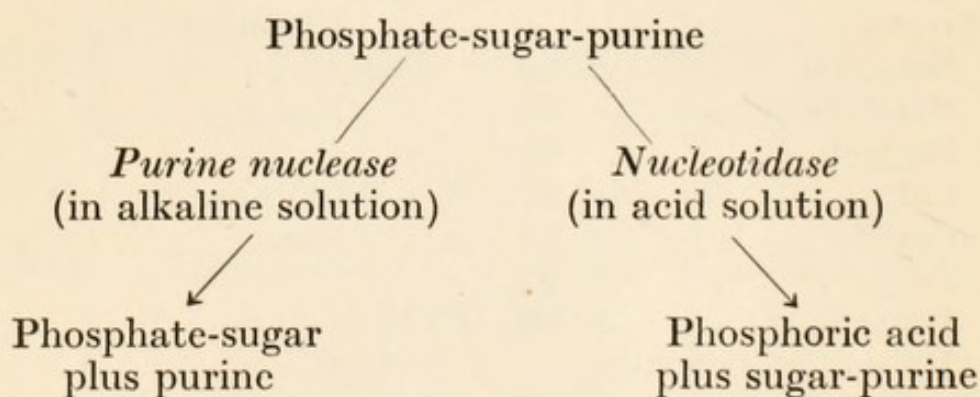 Phosphate-sugar-purine
Purine nuclease
(in alkaline solution)
Nucleotidase
(in acid solution)
Phosphate-sugar
plus purine
Phosphoric acid
plus sugar-purine